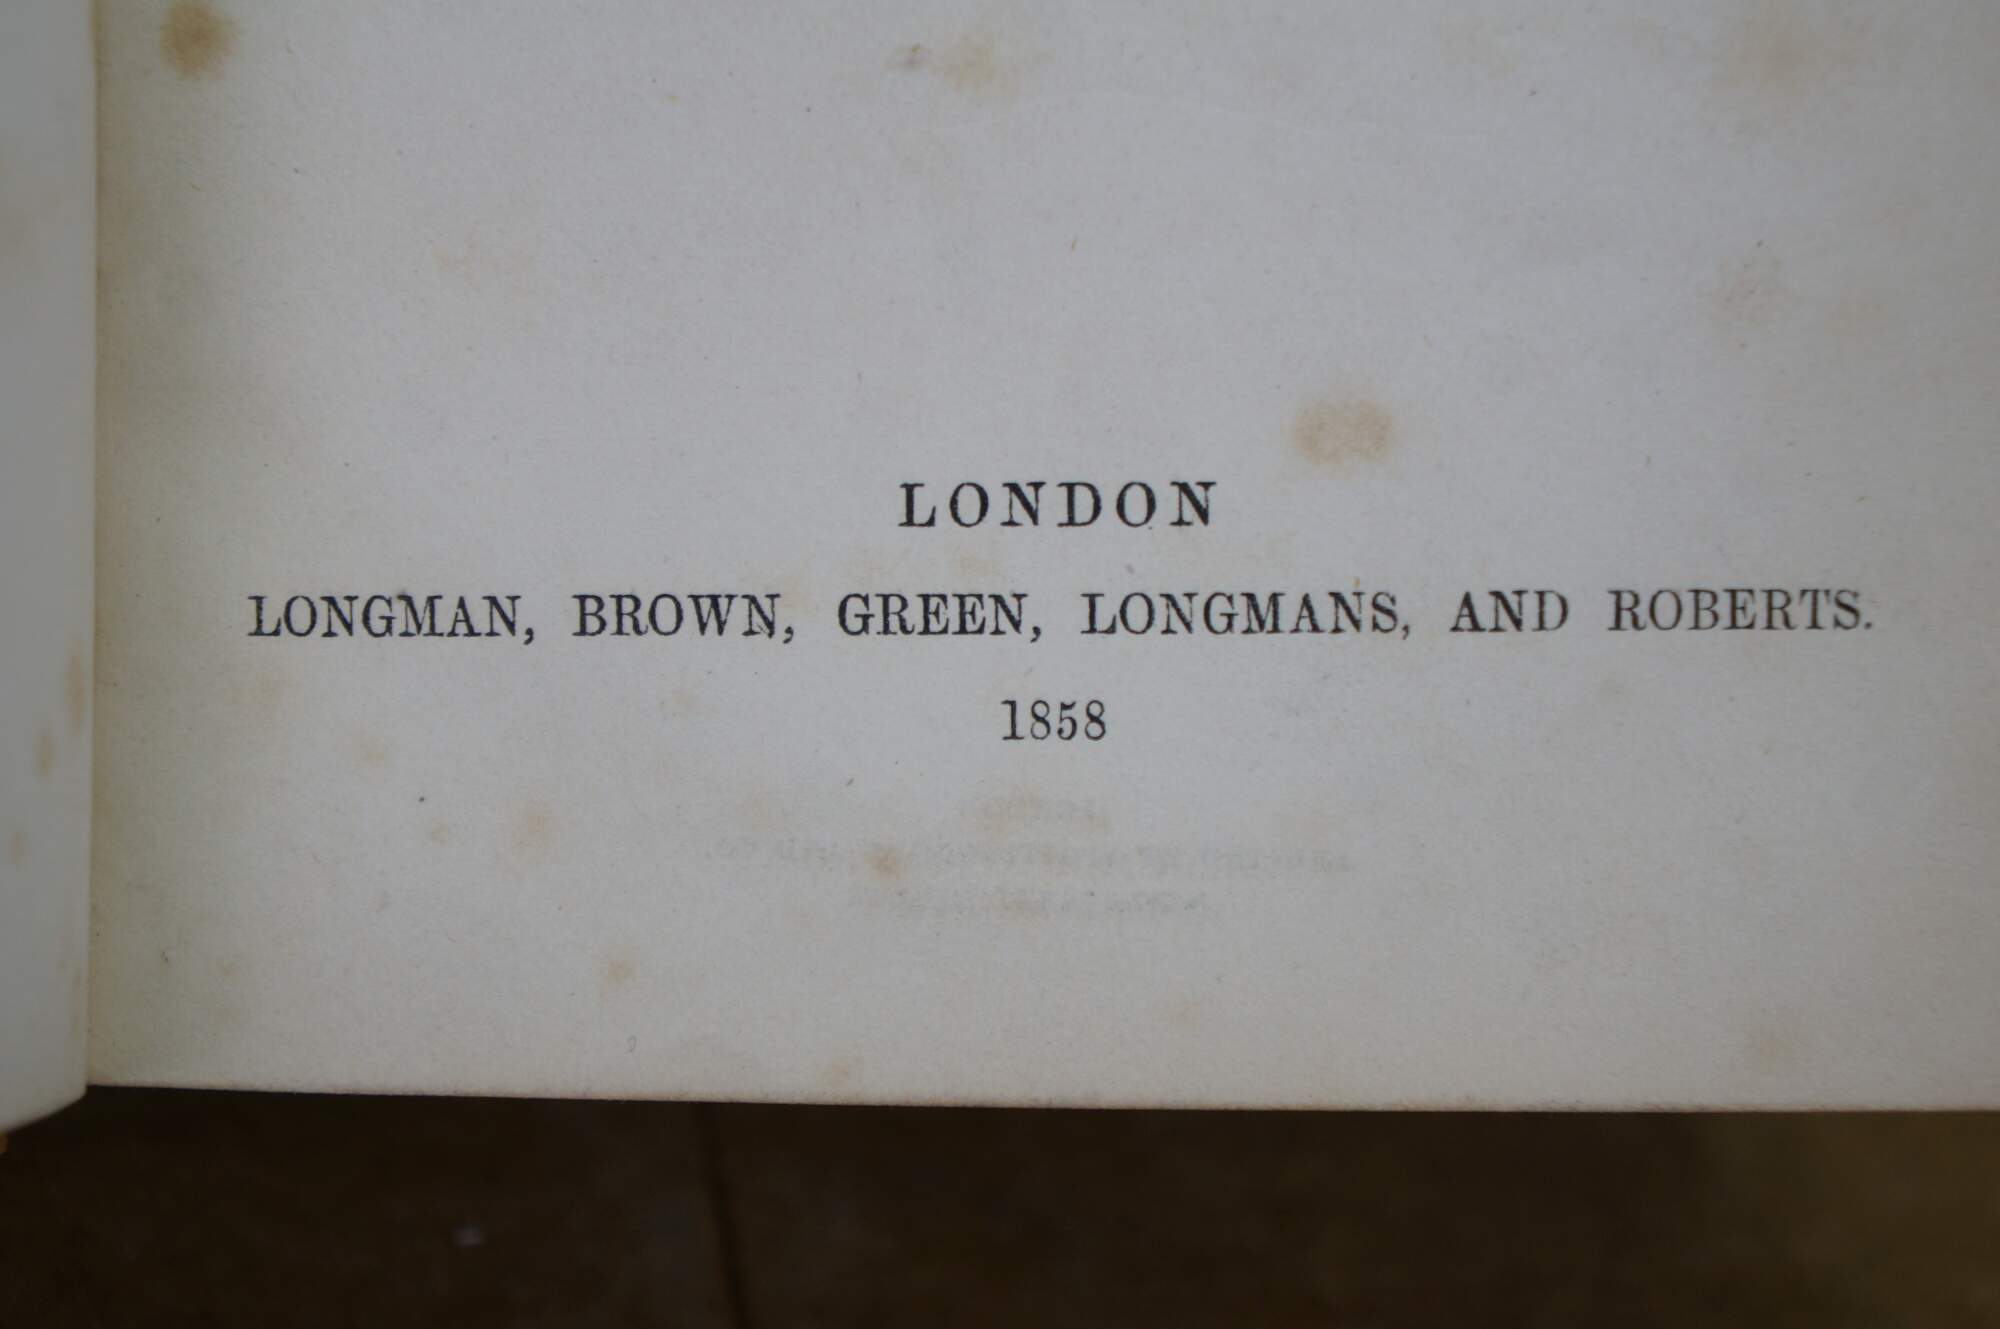 LONDON
LONGMAN, BROWN, GREEN, LONGMANS, AND ROBERTS.
1858